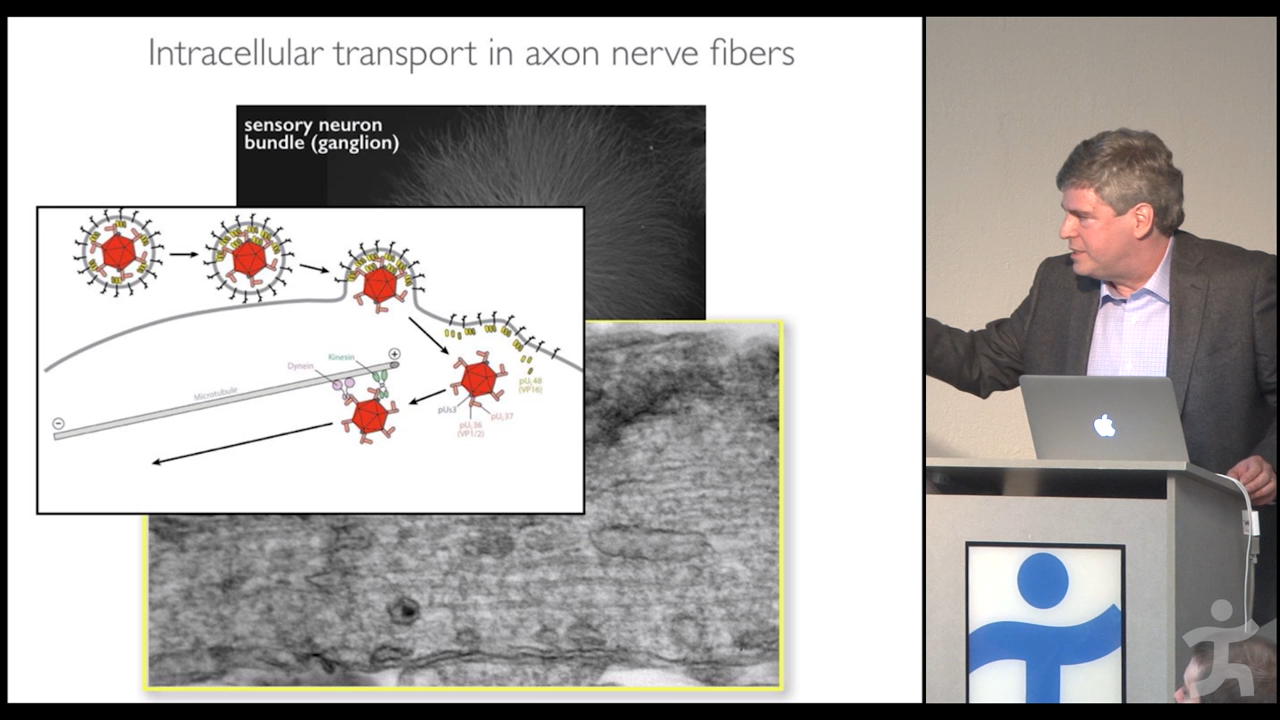 Intracellular transport in axon nerve fibers
sensory neuron
bundle (ganglion)
Kinesin
+
Dynein
Microtubule
−
pUL48
(VP16)
pUs3
pUL37
pUL36
(VP1/2)